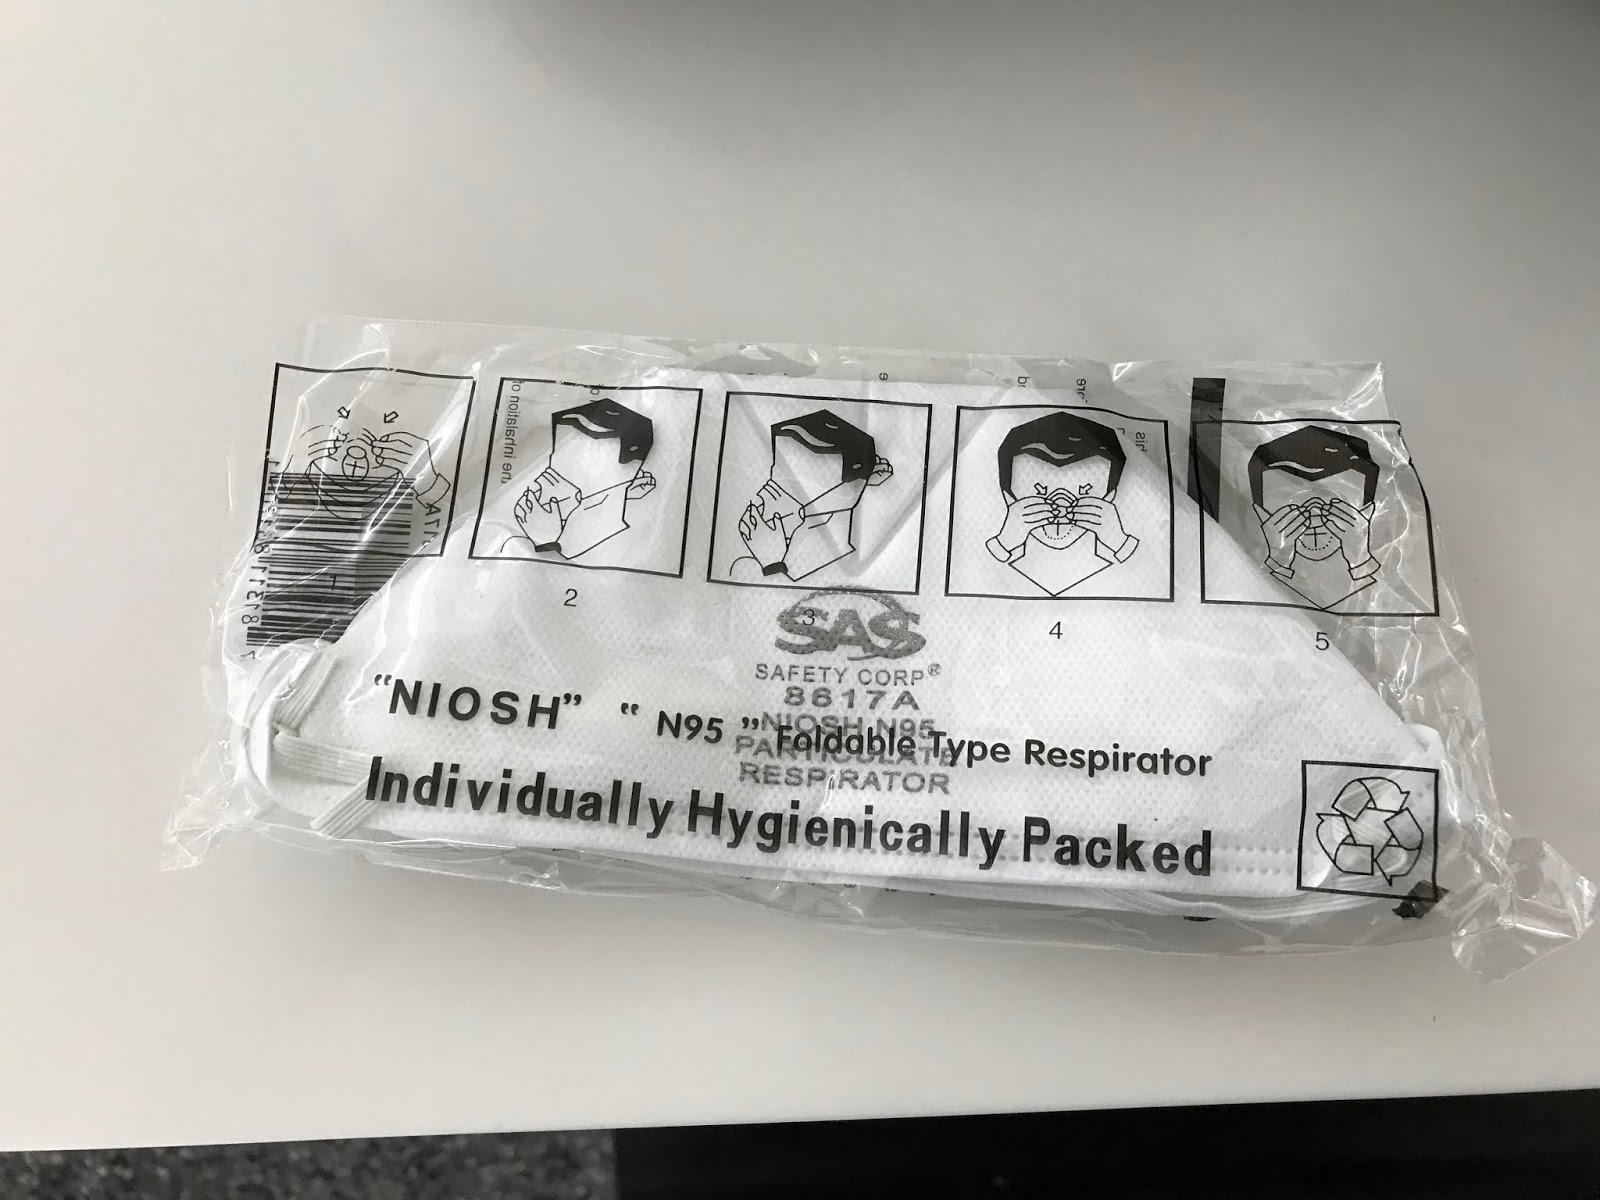 2
3
4
5
SAS
SAFETY CORP®
8617A
NIOSH N95
PARTICULATE
RESPIRATOR
“NIOSH” “ N95 ” Foldable Type Respirator
Individually Hygienically Packed